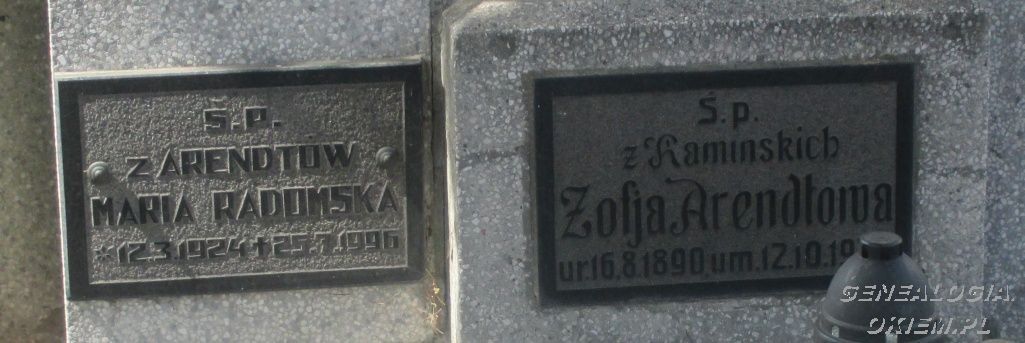 Ś.P.
Z ARENDTÓW
MARIA RADOMSKA
*12.3.1924 † 25.7.1996
Ś.p.
z Kamińskich
Zofja Arendtowa
ur.16.8.1890 um.12.10.19
GENEALOGIA.
OKIEM.PL